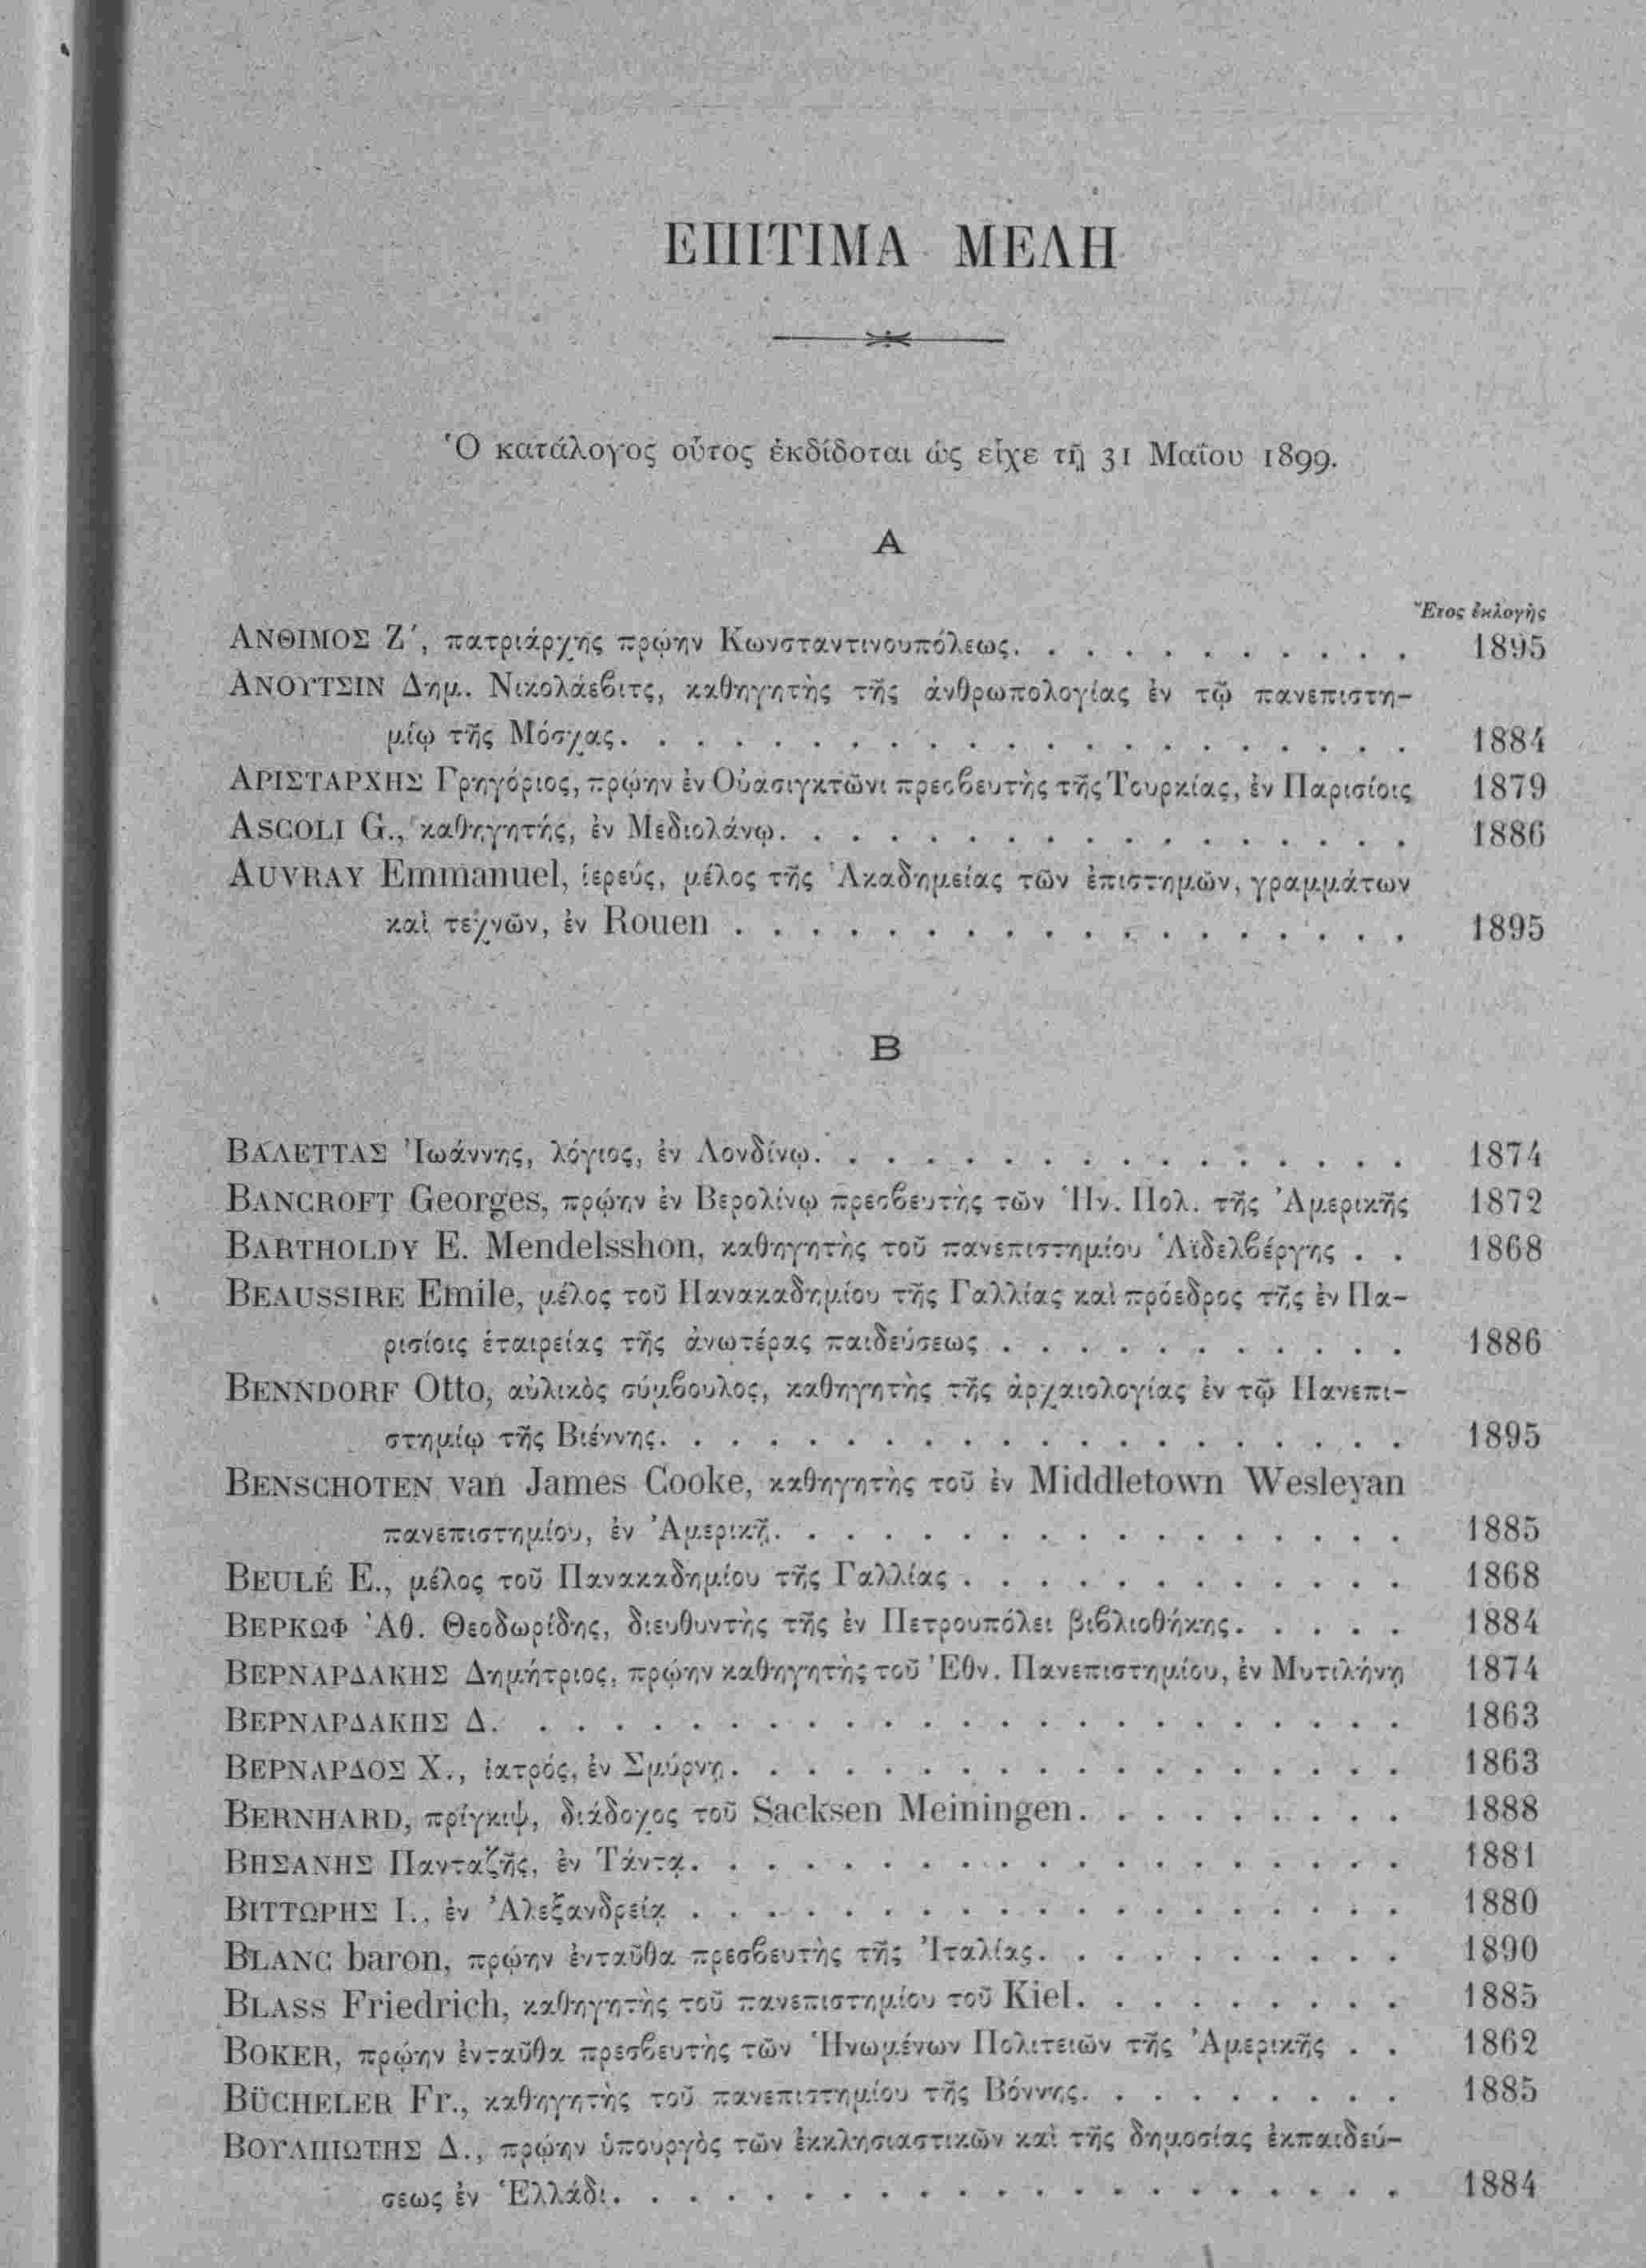 ΕΠΙΤΙΜΑ ΜΕΛΗ
Ὁ κατάλογος οὗτος ἐκδίδοται ὡς εἶχε τῇ 31 Μαΐου 1899.
Α
Ἔτος ἐκλογῆς
ΑΝΘΙΜΟΣ Ζ΄, πατριάρχης πρώην Κωνσταντινουπόλεως. . . . . . . . . . . 1895
ΑΝΟΥΤΣΙΝ Δημ. Νικολάεβιτς, καθηγητὴς τῆς ἀνθρωπολογίας ἐν τῷ πανεπιστη-
μίῳ τῆς Μόσχας. . . . . . . . . . . . . . . . . . . . . 1884
ΑΡΙΣΤΑΡΧΗΣ Γρηγόριος, πρώην ἐν Οὐασιγκτῶνι πρεσβευτὴς τῆς Τουρκίας, ἐν Παρισίοις 1879
ASCOLI G., καθηγητής, ἐν Μεδιολάνῳ. . . . . . . . . . . . . . . . . 1886
AUVRAY Emmanuel, ἱερεύς, μέλος τῆς Ἀκαδημείας τῶν ἐπιστημῶν, γραμμάτων
καὶ τεχνῶν, ἐν Rouen . . . . . . . . . . . . . . . . . . 1895
Β
ΒΑΛΕΤΤΑΣ Ἰωάννης, λόγιος, ἐν Λονδίνῳ. . . . . . . . . . . . . . . . 1874
BANCROFT Georges, πρώην ἐν Βερολίνῳ πρεσβευτὴς τῶν Ἡν. Πολ. τῆς Ἀμερικῆς 1872
BARTHOLDY E. Mendelsshon, καθηγητὴς τοῦ πανεπιστημίου Ἁϊδελβέργης . . 1868
BEAUSSIRE Emile, μέλος τοῦ Πανακαδημίου τῆς Γαλλίας καὶ πρόεδρος τῆς ἐν Πα-
ρισίοις ἑταιρείας τῆς ἀνωτέρας παιδεύσεως . . . . . . . . . . . 1886
BENNDORF Otto, αὐλικὸς σύμβουλος, καθηγητὴς τῆς ἀρχαιολογίας ἐν τῷ Πανεπι-
στημίῳ τῆς Βιέννης. . . . . . . . . . . . . . . . . . . . 1895
BENSCHOTEN van James Cooke, καθηγητὴς τοῦ ἐν Middletown Wesleyan
πανεπιστημίου, ἐν Ἀμερικῇ. . . . . . . . . . . . . . . . . 1885
BEULÉ E., μέλος τοῦ Πανακαδημίου τῆς Γαλλίας . . . . . . . . . . . . 1868
ΒΕΡΚΩΦ Ἀθ. Θεοδωρίδης, διευθυντὴς τῆς ἐν Πετρουπόλει βιβλιοθήκης. . . . . 1884
ΒΕΡΝΑΡΔΑΚΗΣ Δημήτριος, πρώην καθηγητὴς τοῦ Ἐθν. Πανεπιστημίου, ἐν Μυτιλήνῃ 1874
ΒΕΡΝΑΡΔΑΚΗΣ Δ. . . . . . . . . . . . . . . . . . . . . . . . 1863
ΒΕΡΝΑΡΔΟΣ Χ., ἰατρός, ἐν Σμύρνῃ. . . . . . . . . . . . . . . . . . 1863
BERNHARD, πρίγκιψ, διάδοχος τοῦ Sacksen Meiningen. . . . . . . . . . 1888
ΒΗΣΑΝΗΣ Πανταζῆς, ἐν Τάντᾳ. . . . . . . . . . . . . . . . . . . 1881
ΒΙΤΤΩΡΗΣ Ι., ἐν Ἀλεξανδρείᾳ . . . . . . . . . . . . . . . . . . . 1880
BLANC baron, πρώην ἐνταῦθα πρεσβευτὴς τῆς Ἰταλίας. . . . . . . . . . 1890
BLASS Friedrich, καθηγητὴς τοῦ πανεπιστημίου τοῦ Kiel. . . . . . . . . 1885
BOKER, πρώην ἐνταῦθα πρεσβευτὴς τῶν Ἡνωμένων Πολιτειῶν τῆς Ἀμερικῆς . . 1862
BÜCHELER Fr., καθηγητὴς τοῦ πανεπιστημίου τῆς Βόννης. . . . . . . . . 1885
ΒΟΥΛΠΙΩΤΗΣ Δ., πρώην ὑπουργὸς τῶν ἐκκλησιαστικῶν καὶ τῆς δημοσίας ἐκπαιδεύ-
σεως ἐν Ἑλλάδι. . . . . . . . . . . . . . . . . . . . . 1884